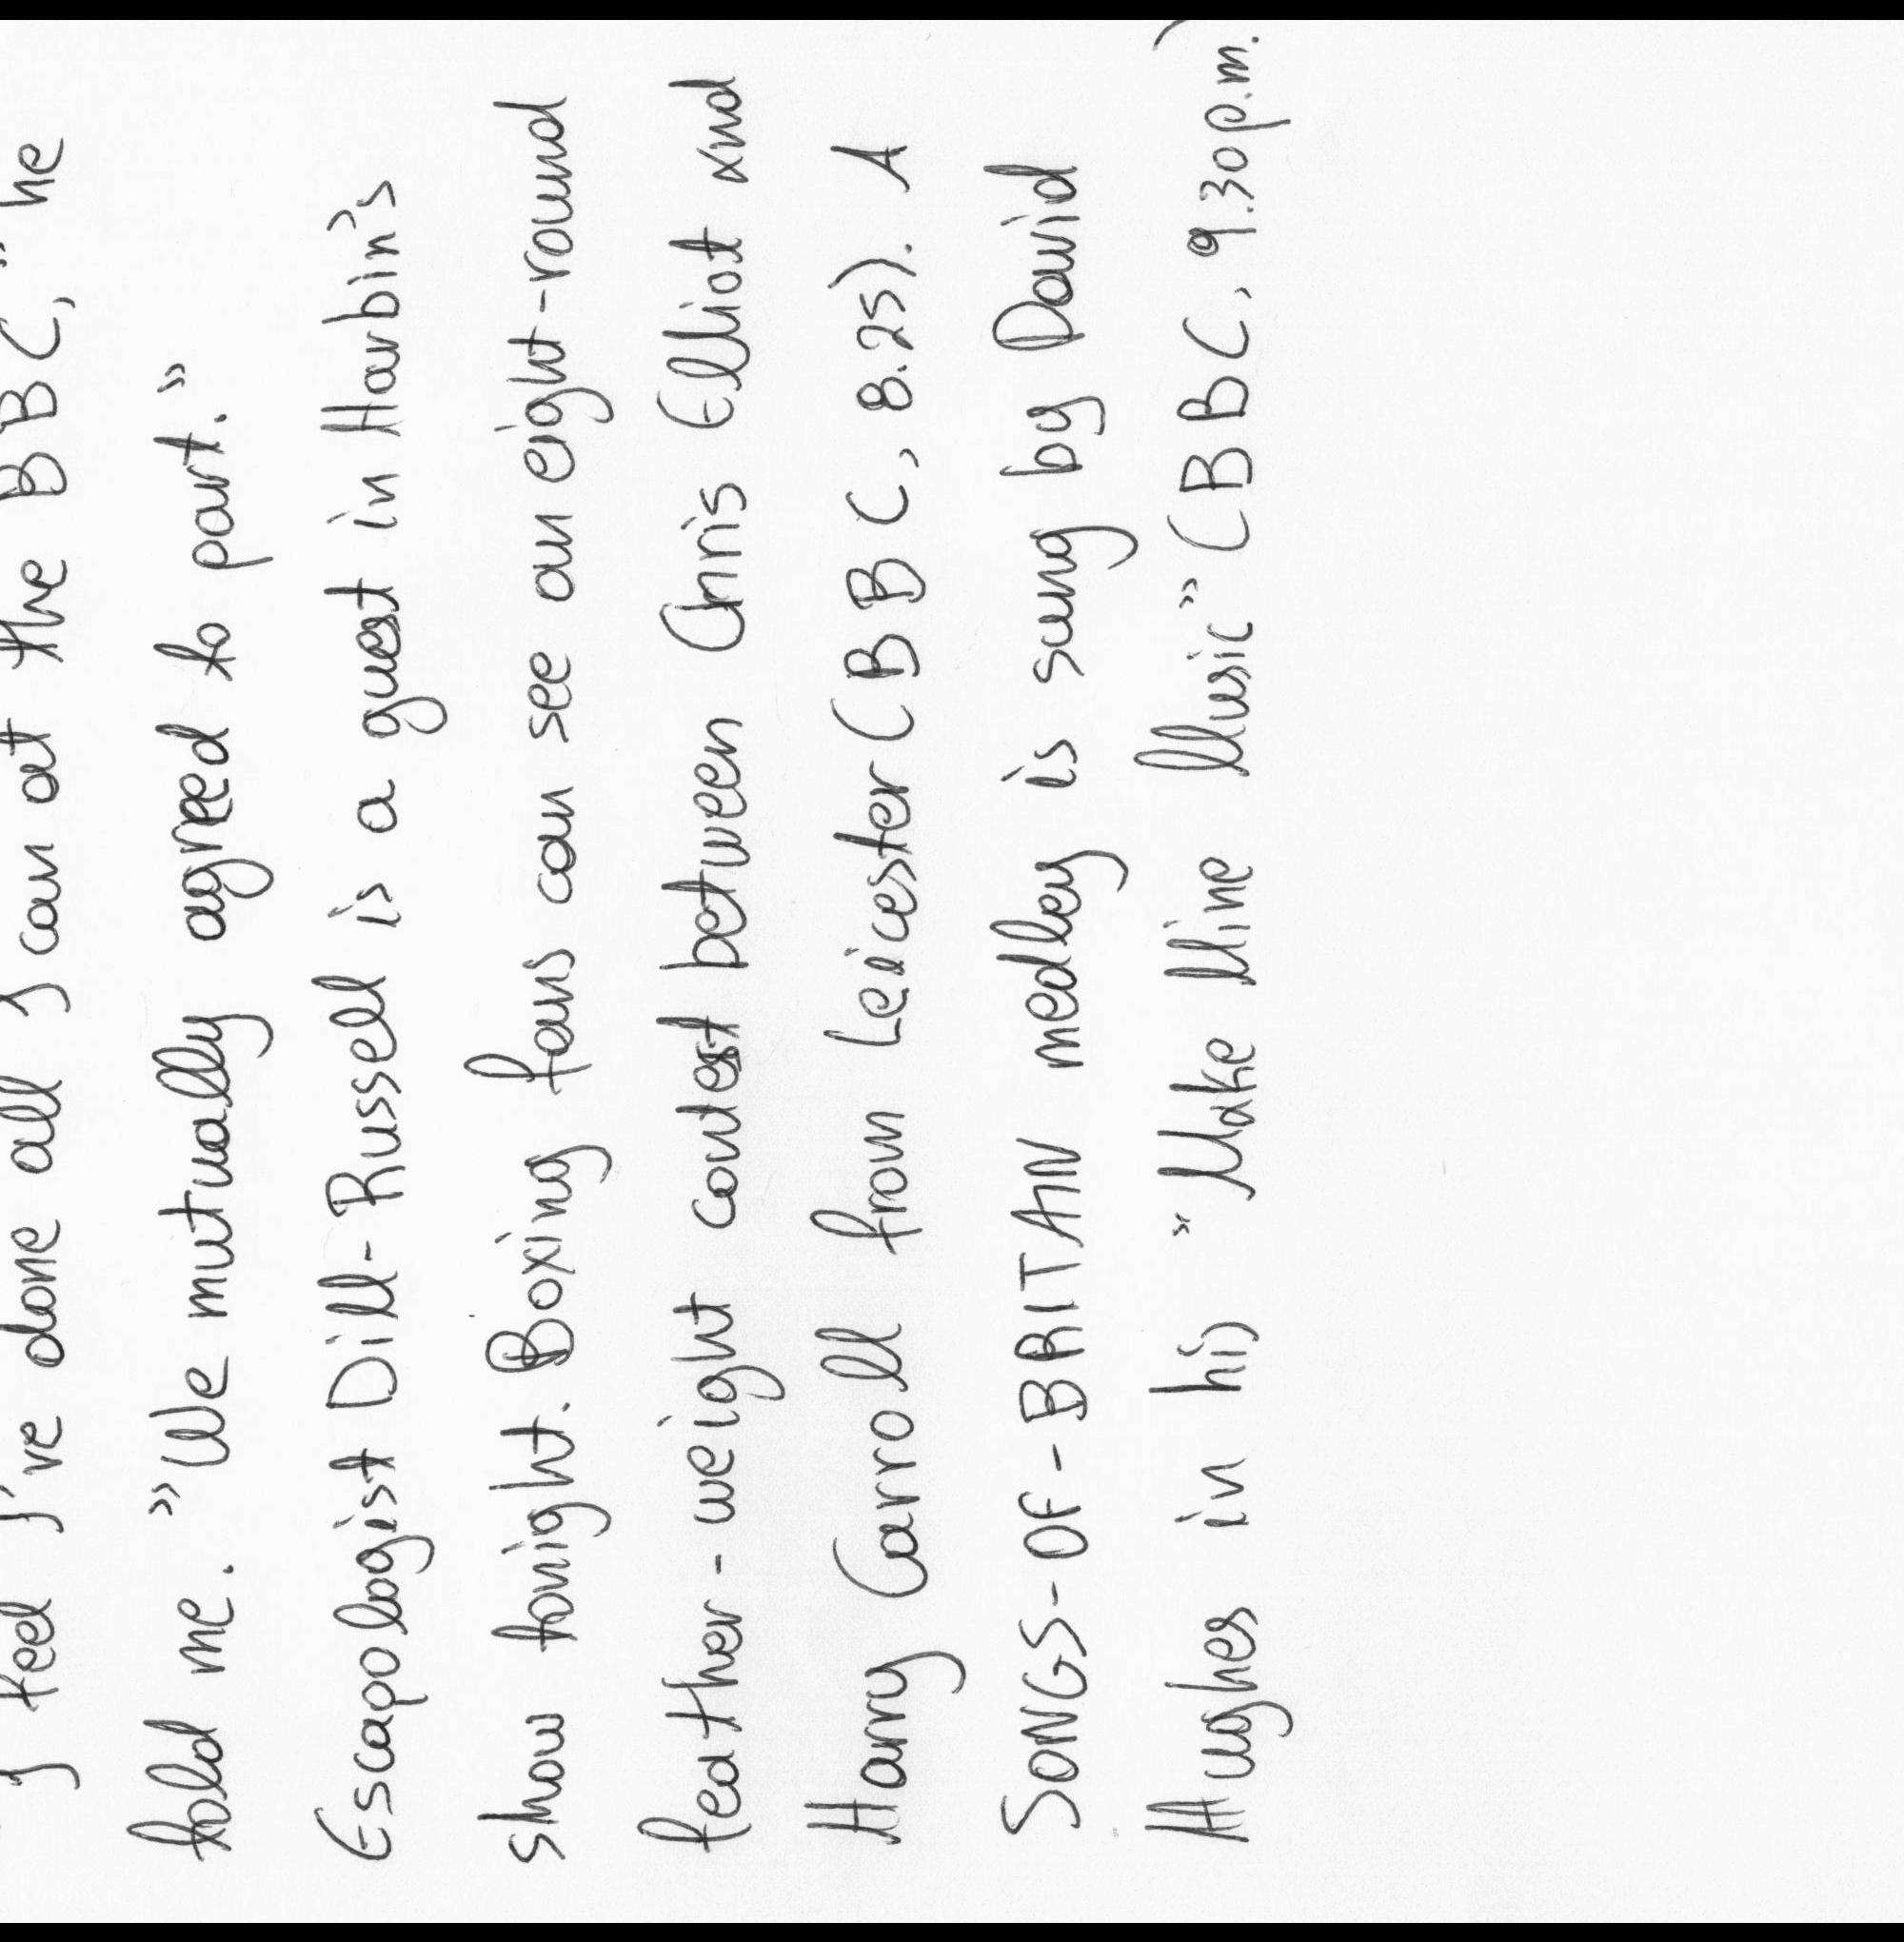 I feel I've done all I can at the BBC," he
told me. "We mutually agreed to part."
Escapologist Dill-Russell is a guest in Harbin's
show tonight. Boxing fans can see an eight-round
feather-weight contest between Chris Elliot and
Harry Carroll from Leicester (BBC, 8.25). A
SONGS-OF-BRITAIN medley is sung by David
Hughes in his "Make Mine Music" (BBC, 9.30 p.m.)